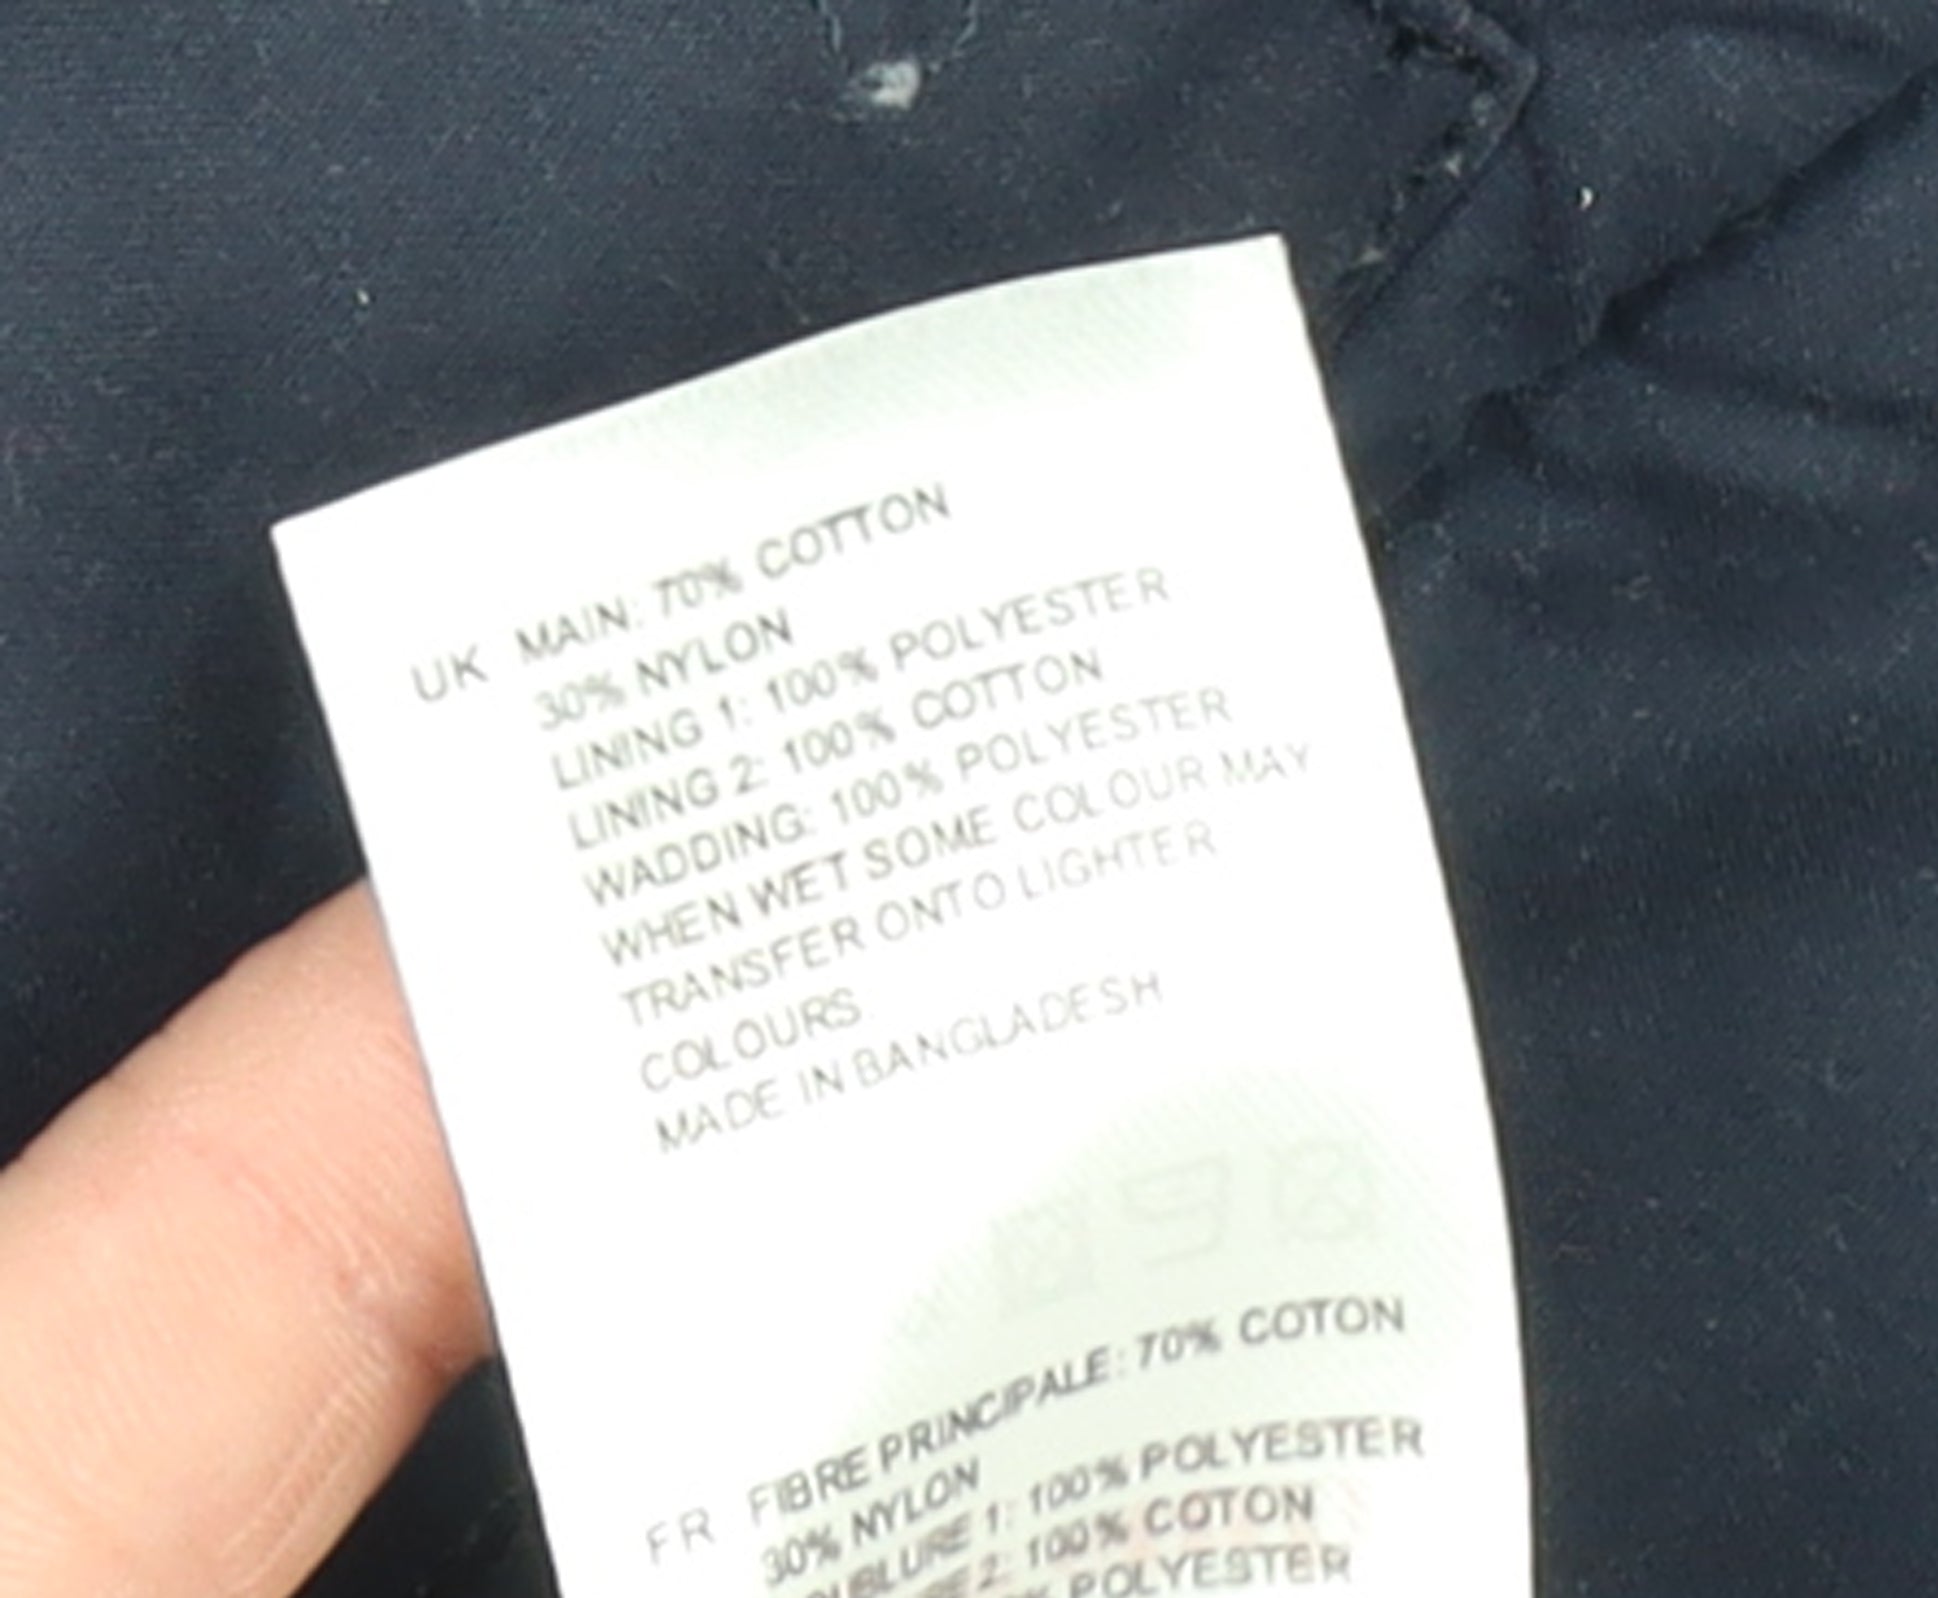 UK MAIN: 70% COTTON
30% NYLON
LINING 1: 100% POLYESTER
LINING 2: 100% COTTON
WADDING: 100% POLYESTER
WHEN WET SOME COLOUR MAY
TRANSFER ONTO LIGHTER
COLOURS
MADE IN BANGLADESH
FR FIBRE PRINCIPALE: 70% COTON
30% NYLON
1: 100% POLYESTER
2: 100% COTON
POLYESTER